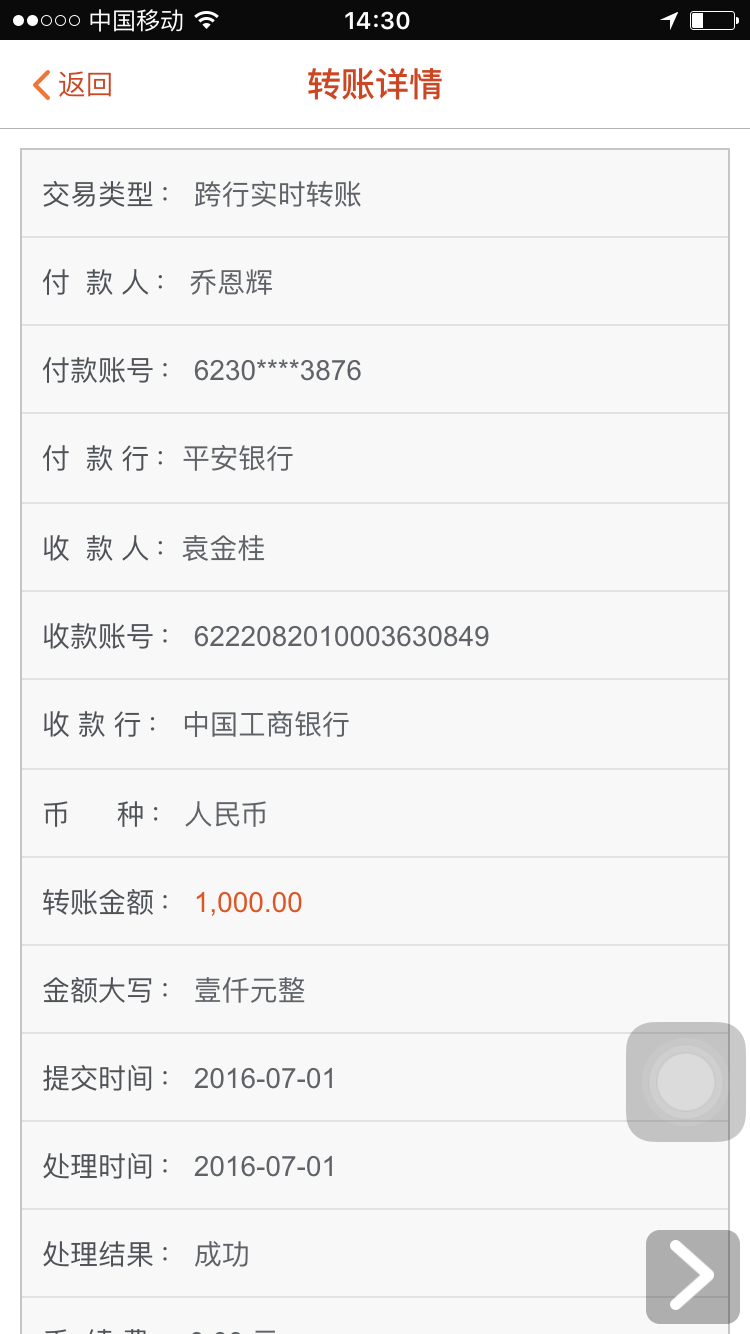 中国移动 14:30
返回 转账详情
交易类型： 跨行实时转账
付 款 人： 乔恩辉
付款账号： 6230****3876
付 款 行： 平安银行
收 款 人： 袁金桂
收款账号： 6222082010003630849
收 款 行： 中国工商银行
币 种： 人民币
转账金额： 1,000.00
金额大写： 壹仟元整
提交时间： 2016-07-01
处理时间： 2016-07-01
处理结果： 成功